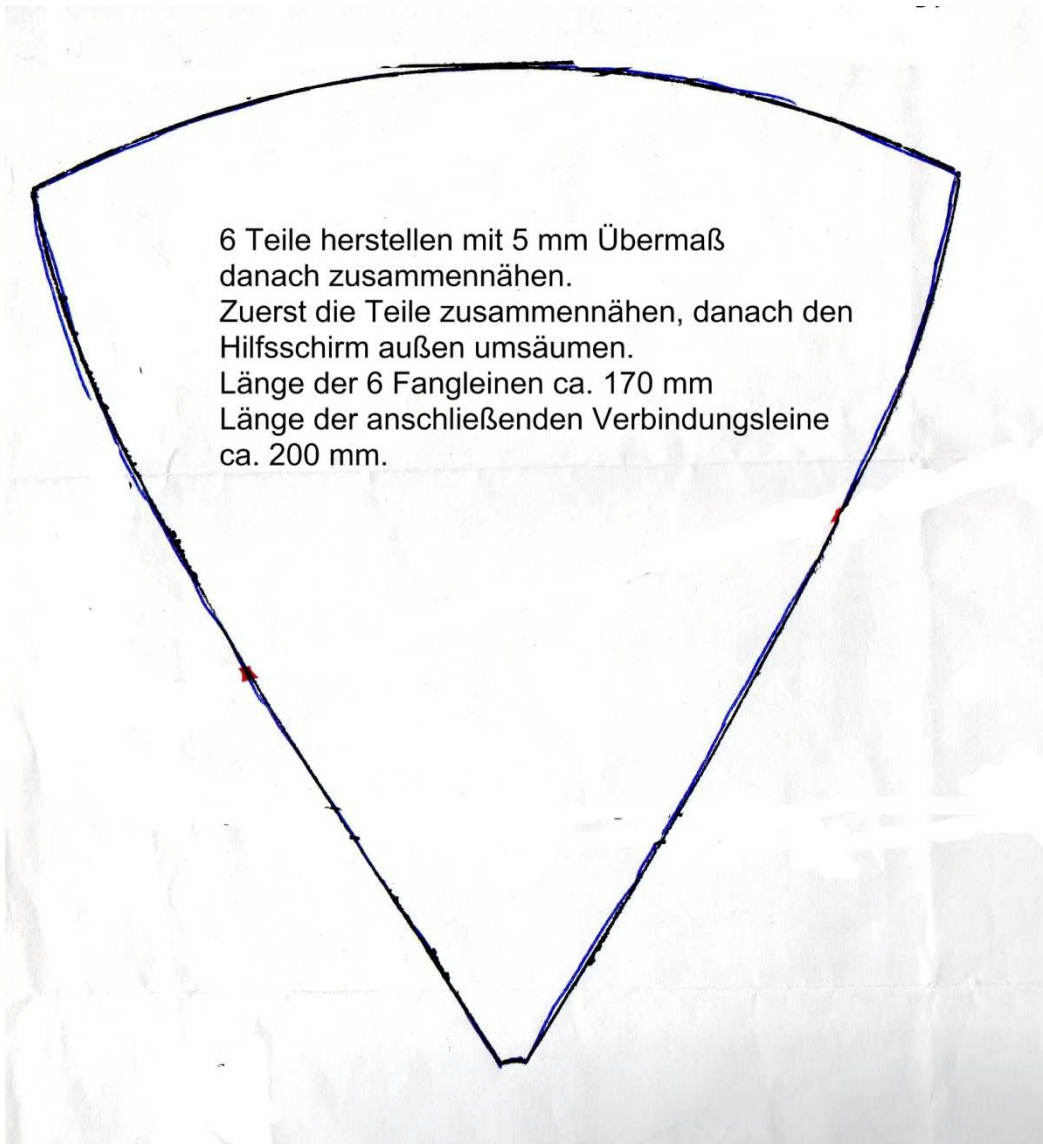 6 Teile herstellen mit 5 mm Übermaß
danach zusammennähen.
Zuerst die Teile zusammennähen, danach den
Hilfsschirm außen umsäumen.
Länge der 6 Fangleinen ca. 170 mm
Länge der anschließenden Verbindungsleine
ca. 200 mm.